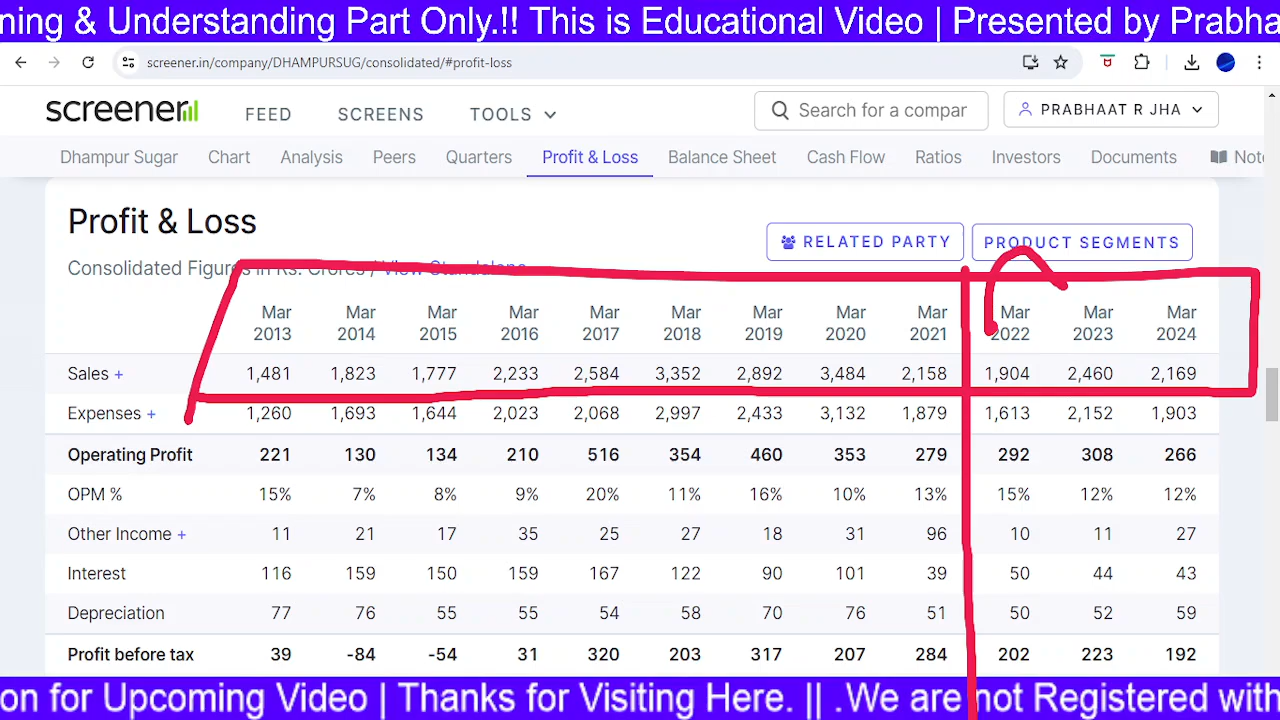 ning & Understanding Part Only.!! This is Educational Video | Presented by Prabha
screener.in/company/DHAMPURSUG/consolidated/#profit-loss
screener FEED SCREENS TOOLS Search for a compar PRABHAAT R JHA
Dhampur Sugar Chart Analysis Peers Quarters Profit & Loss Balance Sheet Cash Flow Ratios Investors Documents Note
Profit & Loss
RELATED PARTY PRODUCT SEGMENTS
Consolidated Figures in Rs. Crores / View Standalone
Mar 2013 Mar 2014 Mar 2015 Mar 2016 Mar 2017 Mar 2018 Mar 2019 Mar 2020 Mar 2021 Mar 2022 Mar 2023 Mar 2024
Sales + 1,481 1,823 1,777 2,233 2,584 3,352 2,892 3,484 2,158 1,904 2,460 2,169
Expenses + 1,260 1,693 1,644 2,023 2,068 2,997 2,433 3,132 1,879 1,613 2,152 1,903
Operating Profit 221 130 134 210 516 354 460 353 279 292 308 266
OPM % 15% 7% 8% 9% 20% 11% 16% 10% 13% 15% 12% 12%
Other Income + 11 21 17 35 25 27 18 31 96 10 11 27
Interest 116 159 150 159 167 122 90 101 39 50 44 43
Depreciation 77 76 55 55 54 58 70 76 51 50 52 59
Profit before tax 39 -84 -54 31 320 203 317 207 284 202 223 192
on for Upcoming Video | Thanks for Visiting Here. || .We are not Registered with